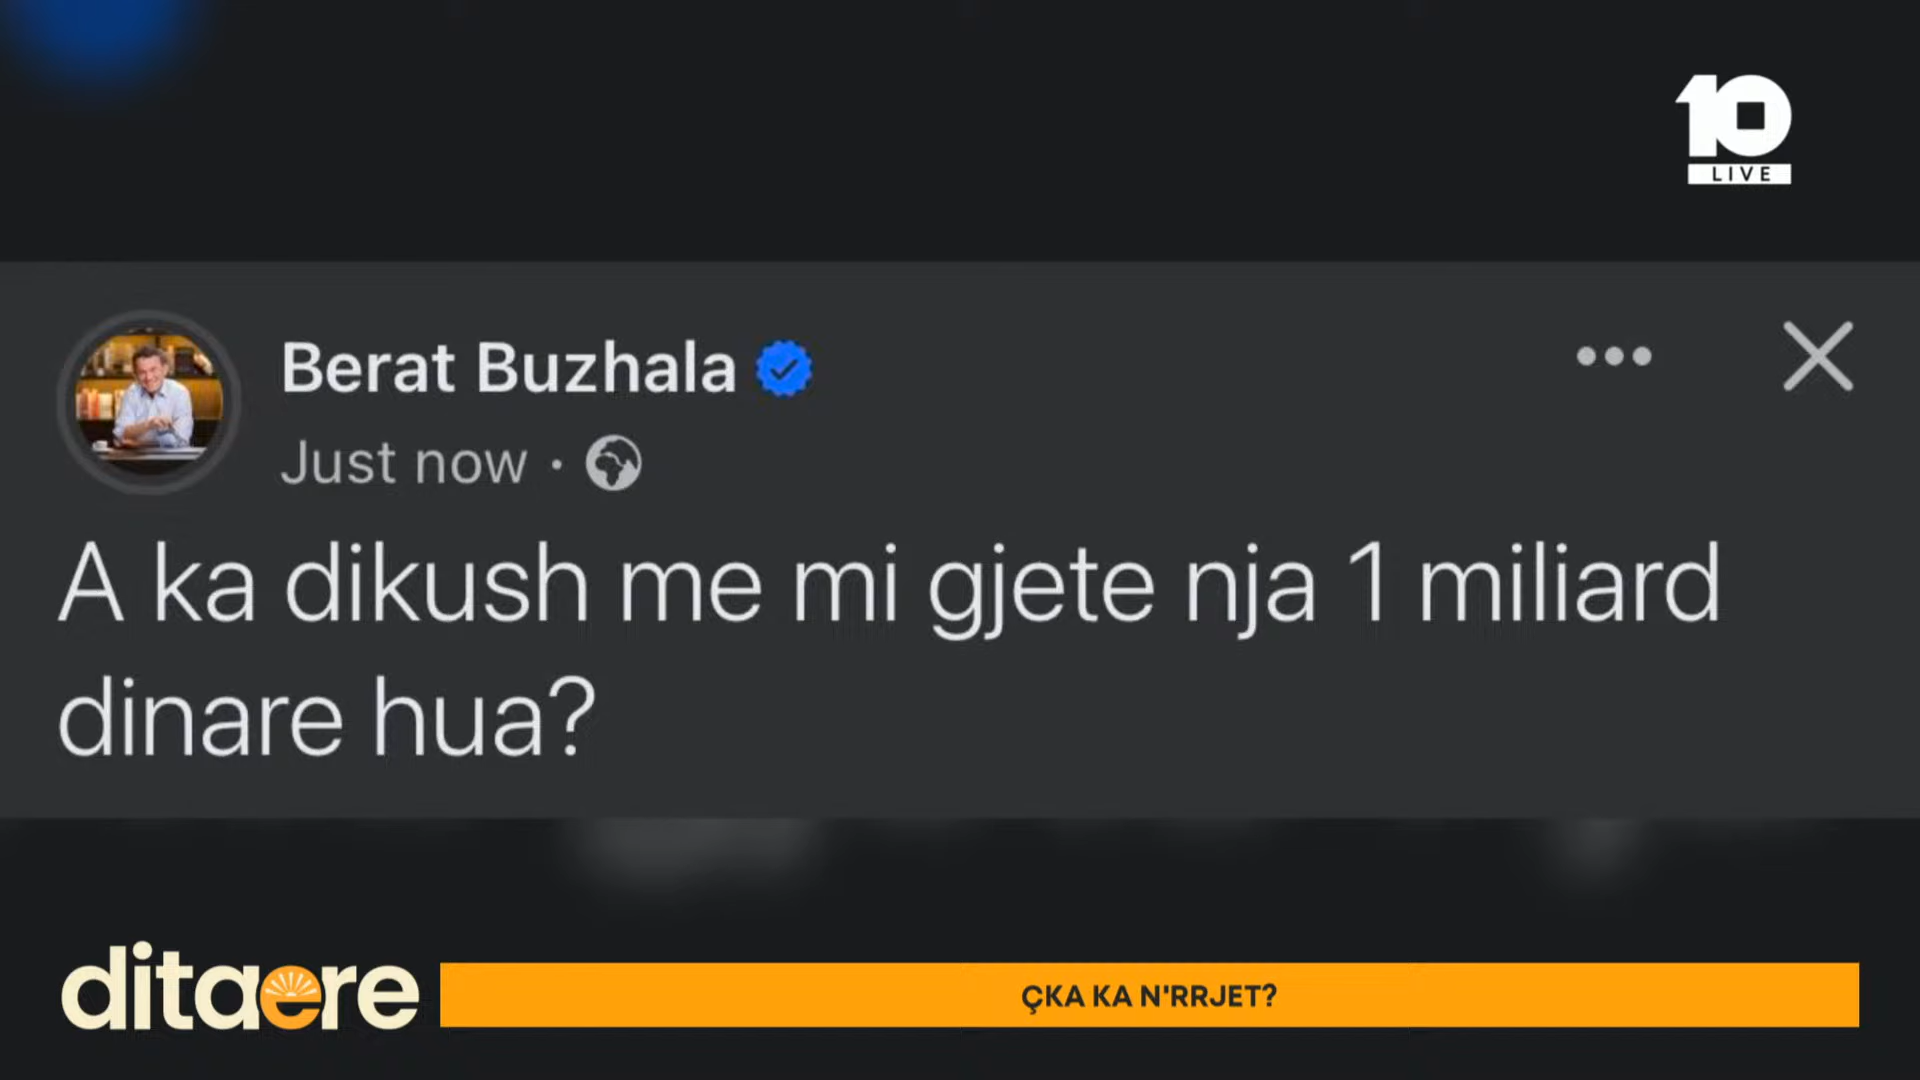 10
LIVE
Berat Buzhala
Just now ·
A ka dikush me mi gjete nja 1 miliard
dinare hua?
ditaere
ÇKA KA N'RRJET?